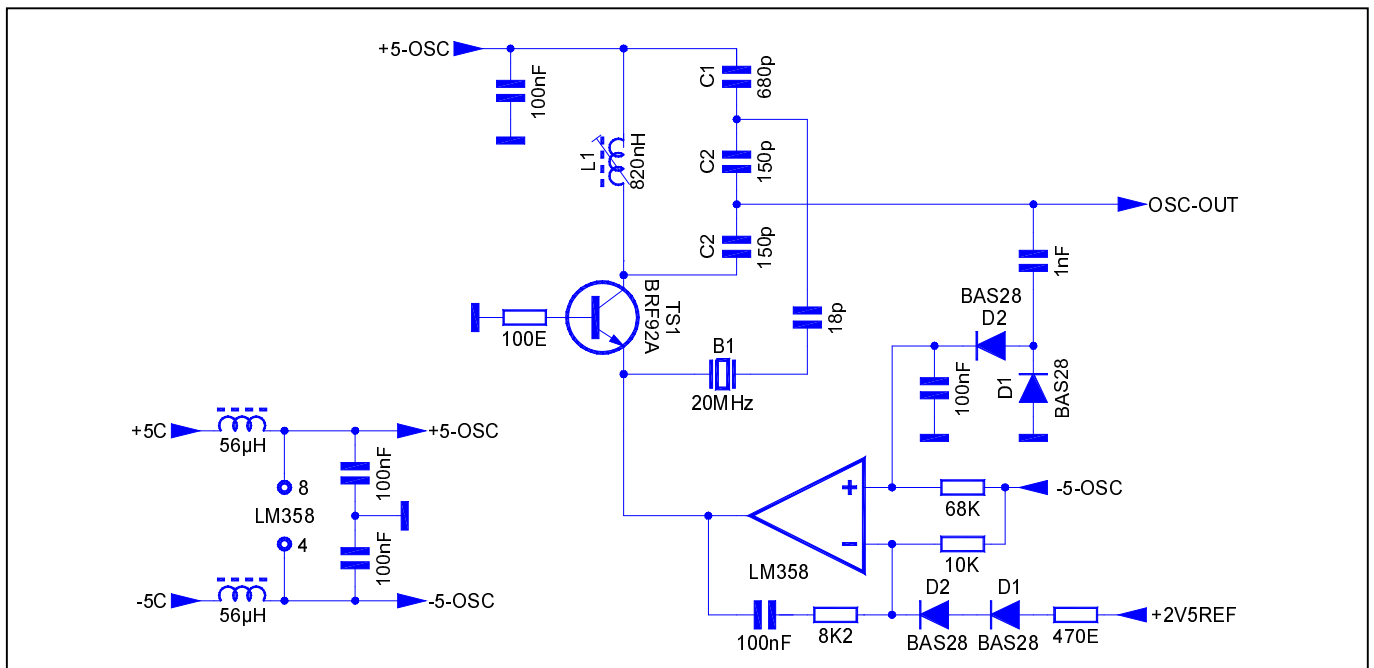 +5-OSC
100nF
C1
680p
L1
820nH
C2
150p
OSC-OUT
C2
150p
1nF
TS1
BRF92A
100E
18p
BAS28
D2
B1
20MHz
100nF
D1
BAS28
+5C
56µH
+5-OSC
100nF
8
LM358
4
100nF
-5C
56µH
-5-OSC
+
68K
-5-OSC
-
10K
LM358
100nF
8K2
D2
BAS28
D1
BAS28
470E
+2V5REF